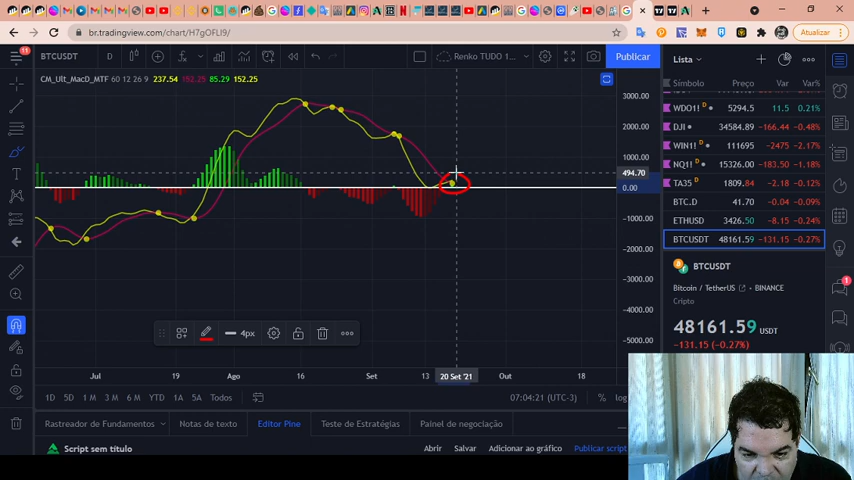 br.tradingview.com/chart/H7gOFLI9/
Atualizar
11
BTCUSDT
D
Renko TUDO 1...
Publicar
Lista
CM_Ult_MacD_MTF 60 12 26 9 237.54 152.25 85.29 152.25
3000.00
2000.00
1000.00
494.70
0.00
-1000.00
-2000.00
-3000.00
-4000.00
-5000.00
Símbolo Preço Var Var%
WDO1! D 5294.5 11.5 0.21%
DJI 34584.89 -166.44 -0.48%
WIN1! D 111695 -2475 -2.17%
NQ1! D 15326.00 -183.50 -1.18%
TA35 D 1809.84 -2.18 -0.12%
BTC.D 41.70 -0.04 -0.09%
ETHUSD 3426.50 -8.15 -0.24%
BTCUSDT 48161.59 -131.15 -0.27%
BTCUSDT
Bitcoin / TetherUS BINANCE
Cripto
48161.59 USDT
-131.15 (-0.27%)
1
4px
Jul 19 Ago 16 Set 13 20 Set '21 Out 18
1D 5D 1M 3M 6M YTD 1A 5A Todos
07:04:21 (UTC-3) % log
Rastreador de Fundamentos Notas de texto Editor Pine Teste de Estratégias Painel de negociação
Script sem título
Abrir Salvar Adicionar ao gráfico Publicar script